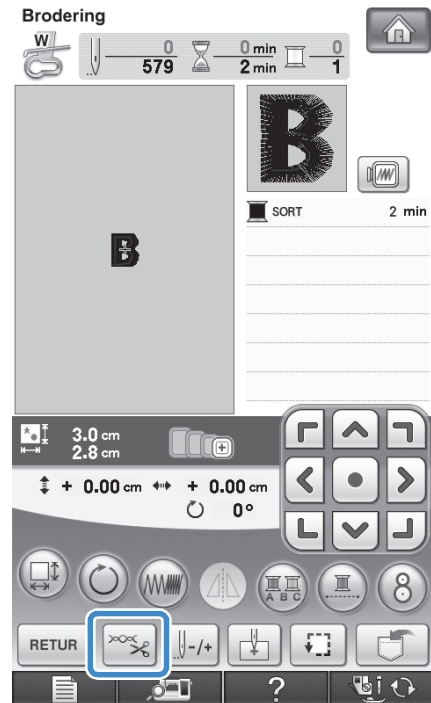 Brodering
W
0
579
0 min
2 min
0
1
B
SORT 2 min
B
3.0 cm
2.8 cm
+ 0.00 cm + 0.00 cm
0°
A B C
8
RETUR
-/+
?